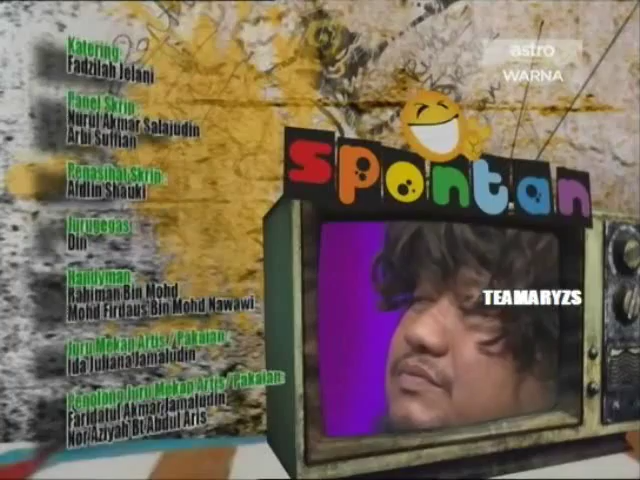 Katering:
Fadzilah Jelani
Panel Skrip:
Nurul Akmar Salajudin
Arbi Suffian
Penasihat Skrip:
Afdlin Shauki
Jurugegas:
Din
Handyman:
Rahiman Bin Mohd
Mohd Firdaus Bin Mohd Nawawi
Juru Mekap Artis / Pakaian:
Ida Juliana Jamaludin
Penolong Juru Mekap Artis / Pakaian:
Faridatul Akmar Jamaludin
Nor Aziyah Bt Abdul Aris
astro
WARNA
spontan
TEAMARYZS